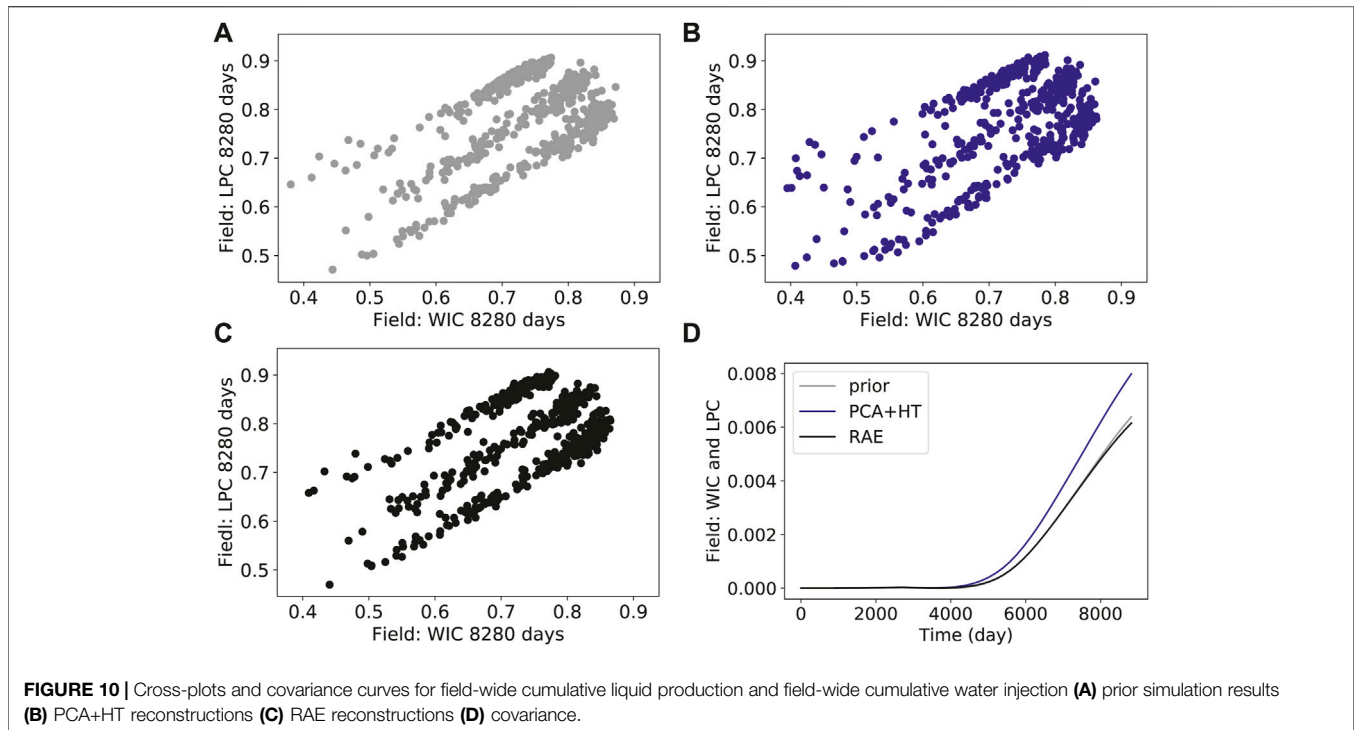 A
Field: LPC 8280 days
0.9
0.8
0.7
0.6
0.5
0.4 0.5 0.6 0.7 0.8 0.9
Field: WIC 8280 days
B
Field: LPC 8280 days
0.9
0.8
0.7
0.6
0.5
0.4 0.5 0.6 0.7 0.8 0.9
Field: WIC 8280 days
C
Fiedl: LPC 8280 days
0.9
0.8
0.7
0.6
0.5
0.4 0.5 0.6 0.7 0.8 0.9
Field: WIC 8280 days
D
Field: WIC and LPC
0.008
0.006
0.004
0.002
0.000
prior
PCA+HT
RAE
0 2000 4000 6000 8000
Time (day)
FIGURE 10 | Cross-plots and covariance curves for field-wide cumulative liquid production and field-wide cumulative water injection (A) prior simulation results
(B) PCA+HT reconstructions (C) RAE reconstructions (D) covariance.